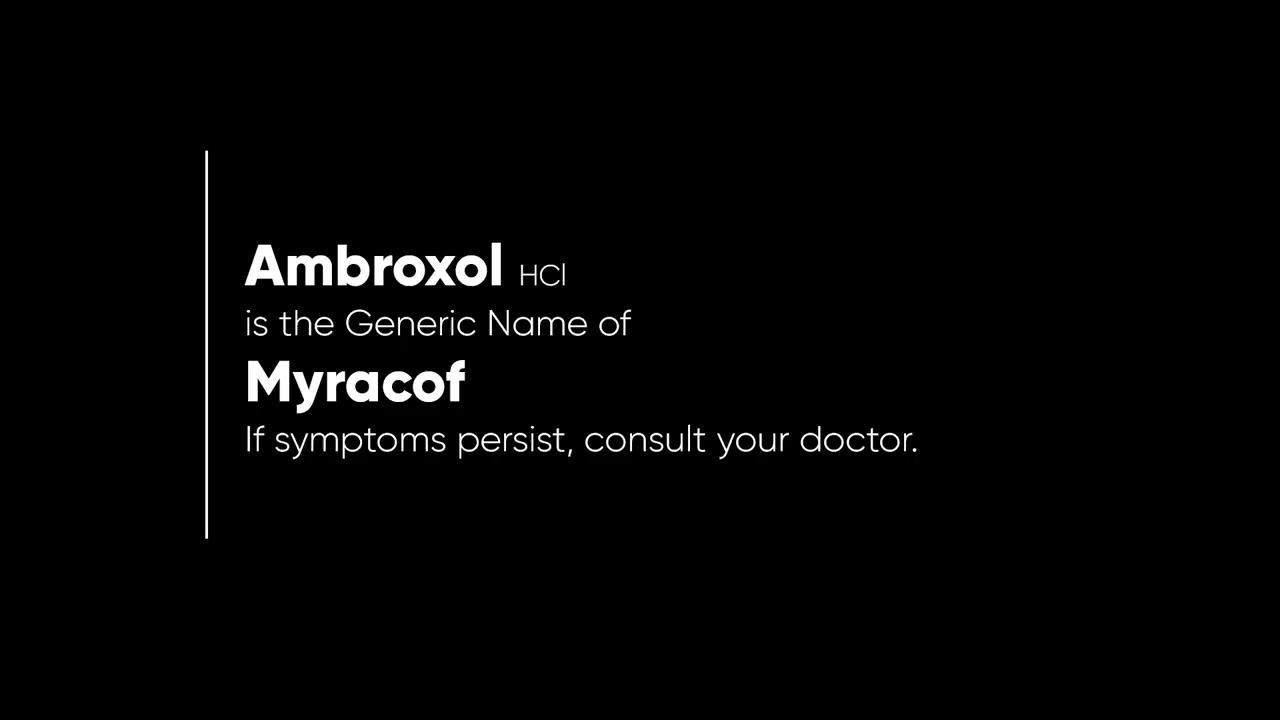 Ambroxol HCl
is the Generic Name of
Myracof
If symptoms persist, consult your doctor.